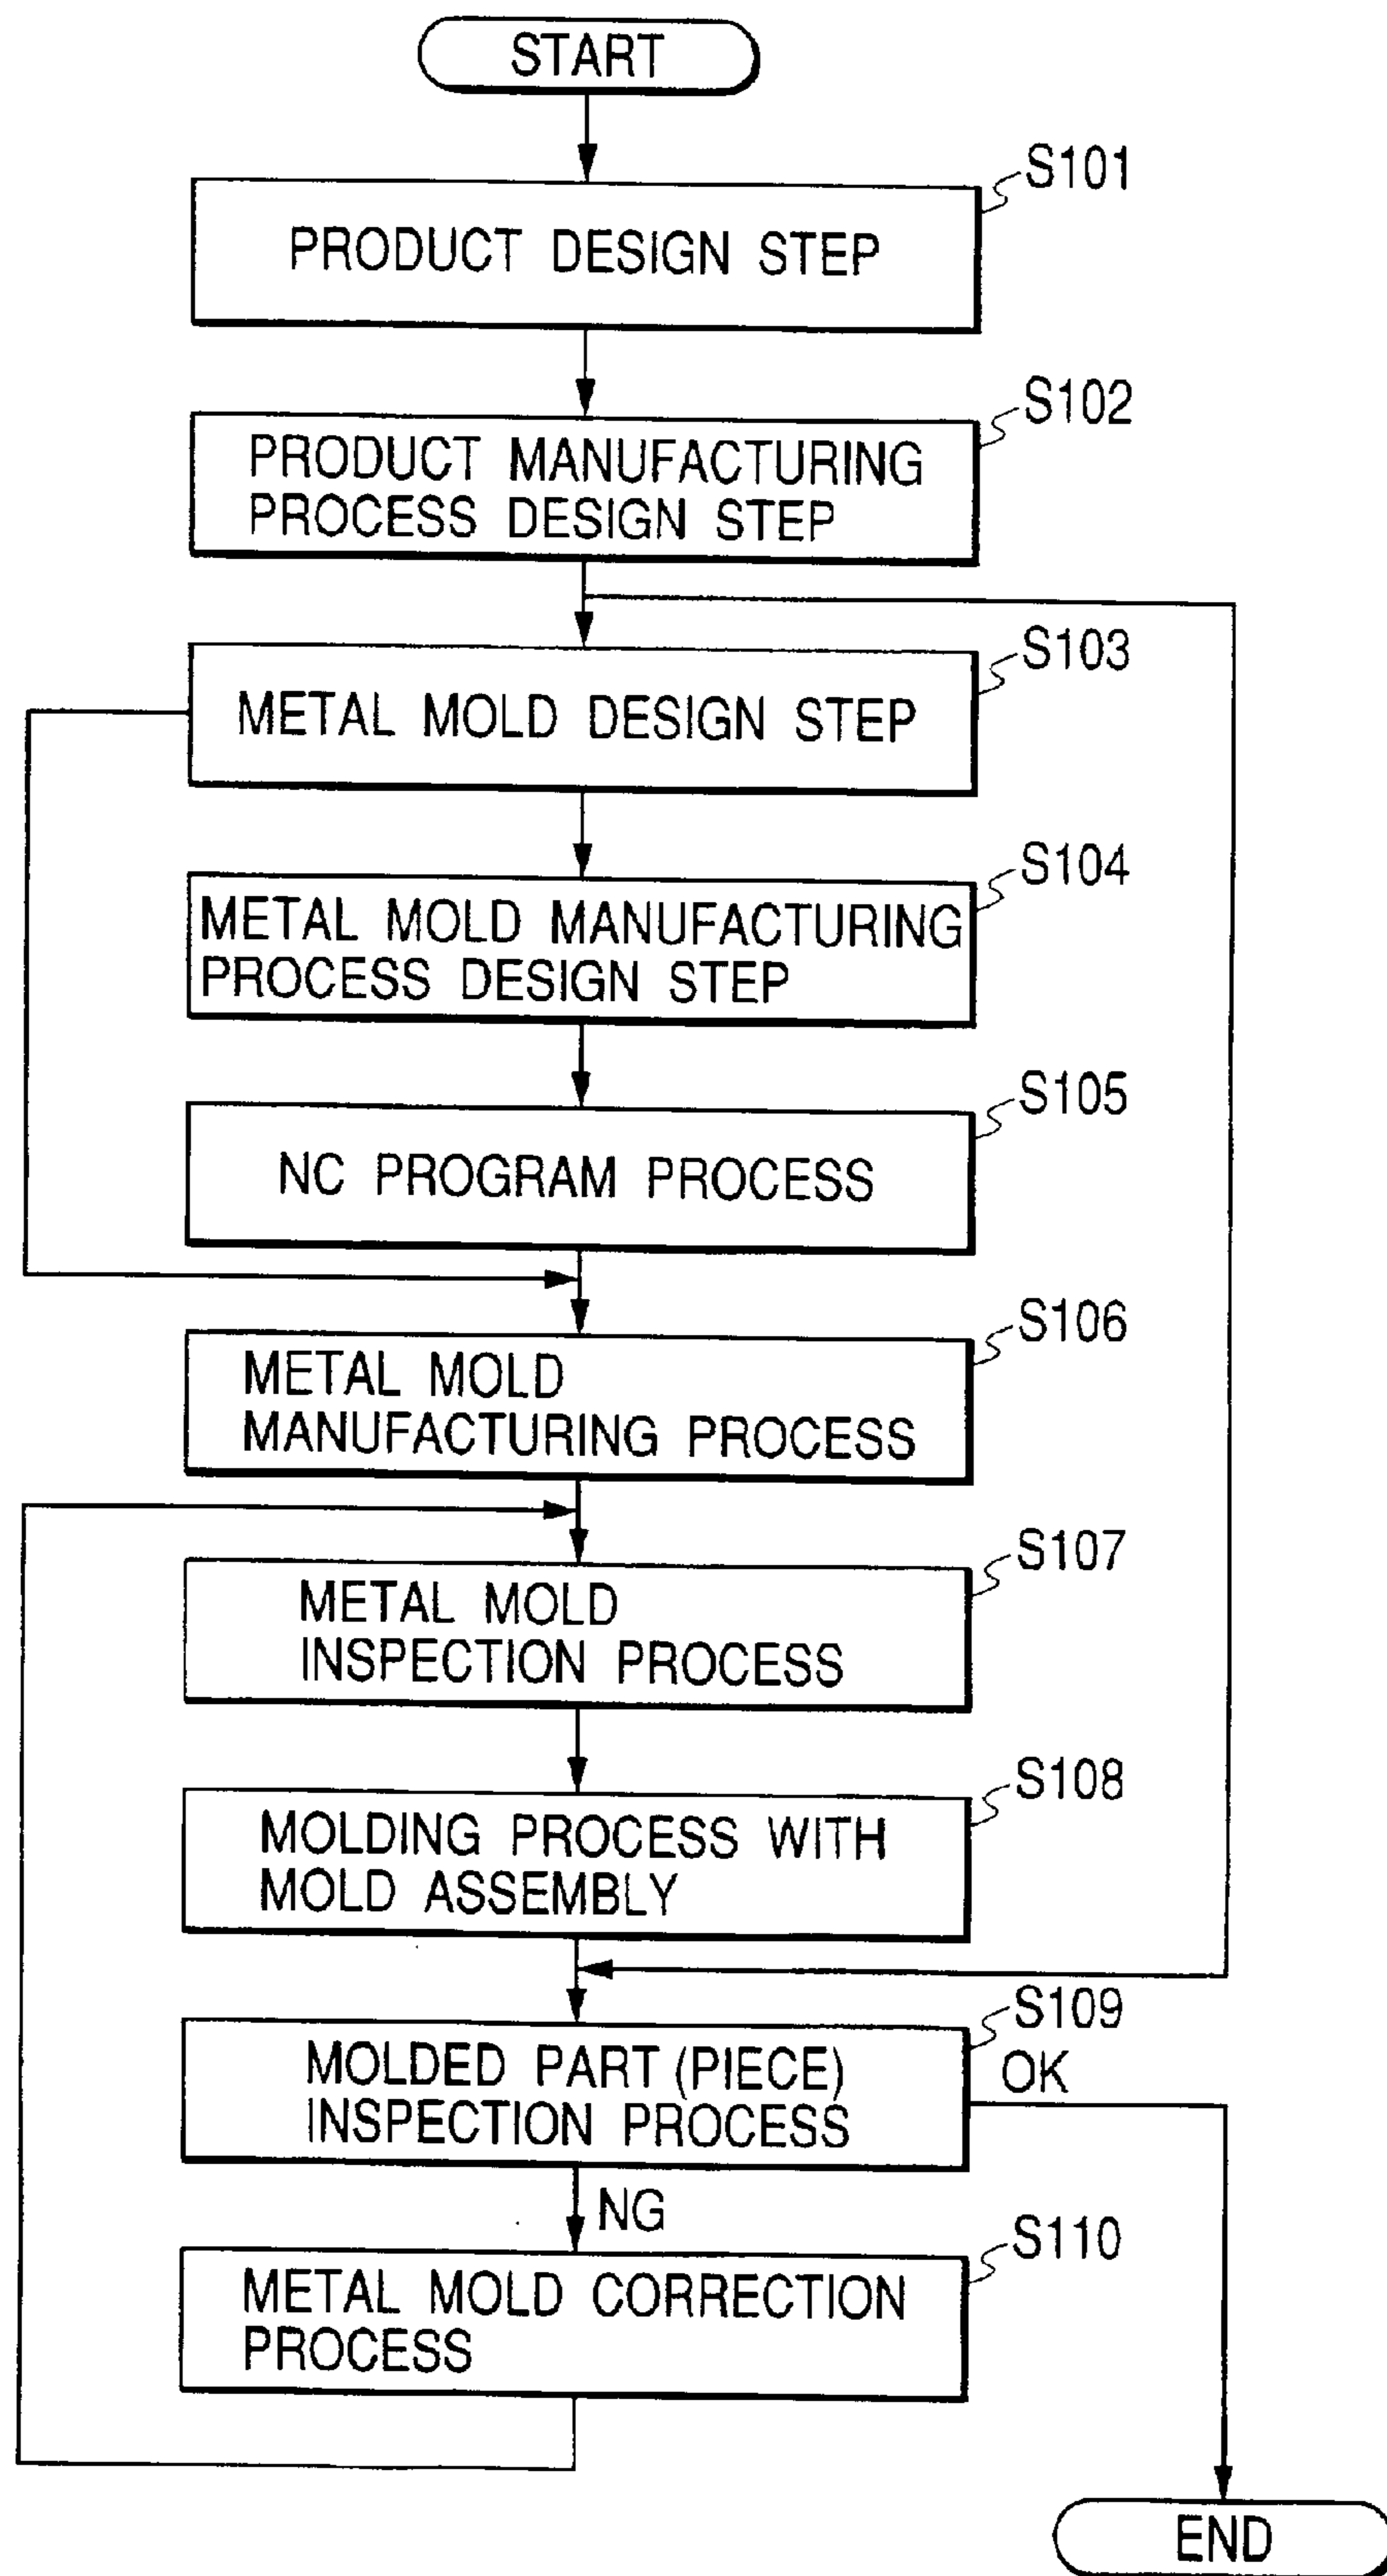 START
S101
PRODUCT DESIGN STEP
S102
PRODUCT MANUFACTURING
PROCESS DESIGN STEP
S103
METAL MOLD DESIGN STEP
S104
METAL MOLD MANUFACTURING
PROCESS DESIGN STEP
S105
NC PROGRAM PROCESS
S106
METAL MOLD
MANUFACTURING PROCESS
S107
METAL MOLD
INSPECTION PROCESS
S108
MOLDING PROCESS WITH
MOLD ASSEMBLY
S109
OK
MOLDED PART (PIECE)
INSPECTION PROCESS
NG
S110
METAL MOLD CORRECTION
PROCESS
END